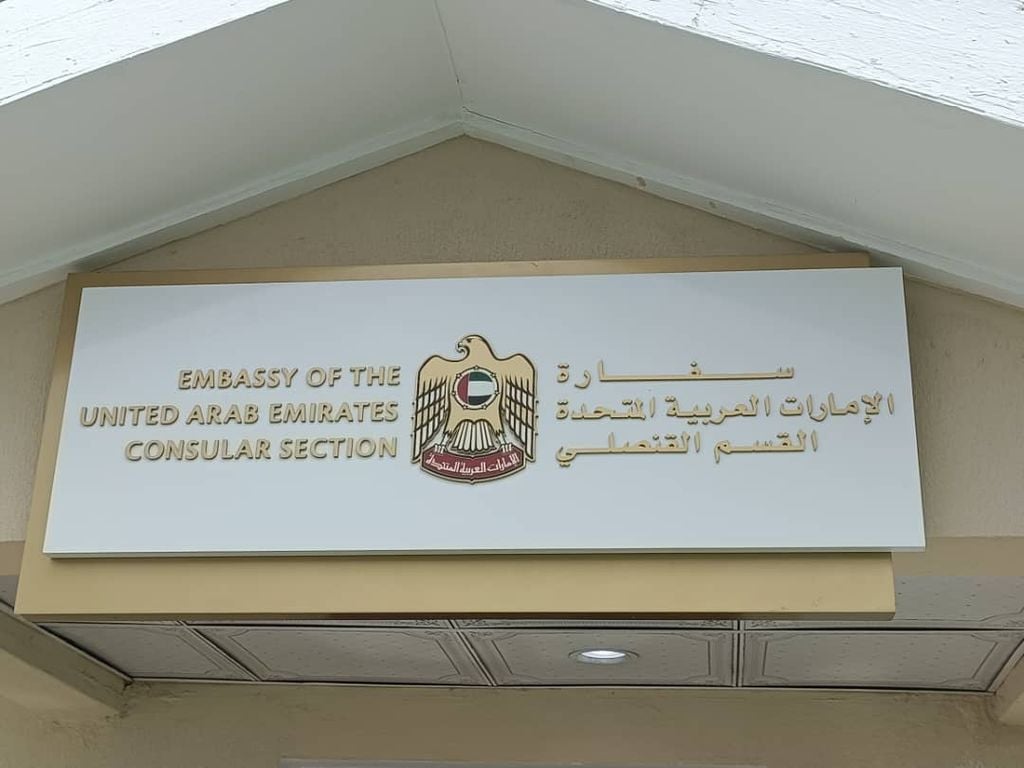 EMBASSY OF THE
UNITED ARAB EMIRATES
CONSULAR SECTION
سفارة
الإمارات العربية المتحدة
القسم القنصلي
الإمارات العربية المتحدة